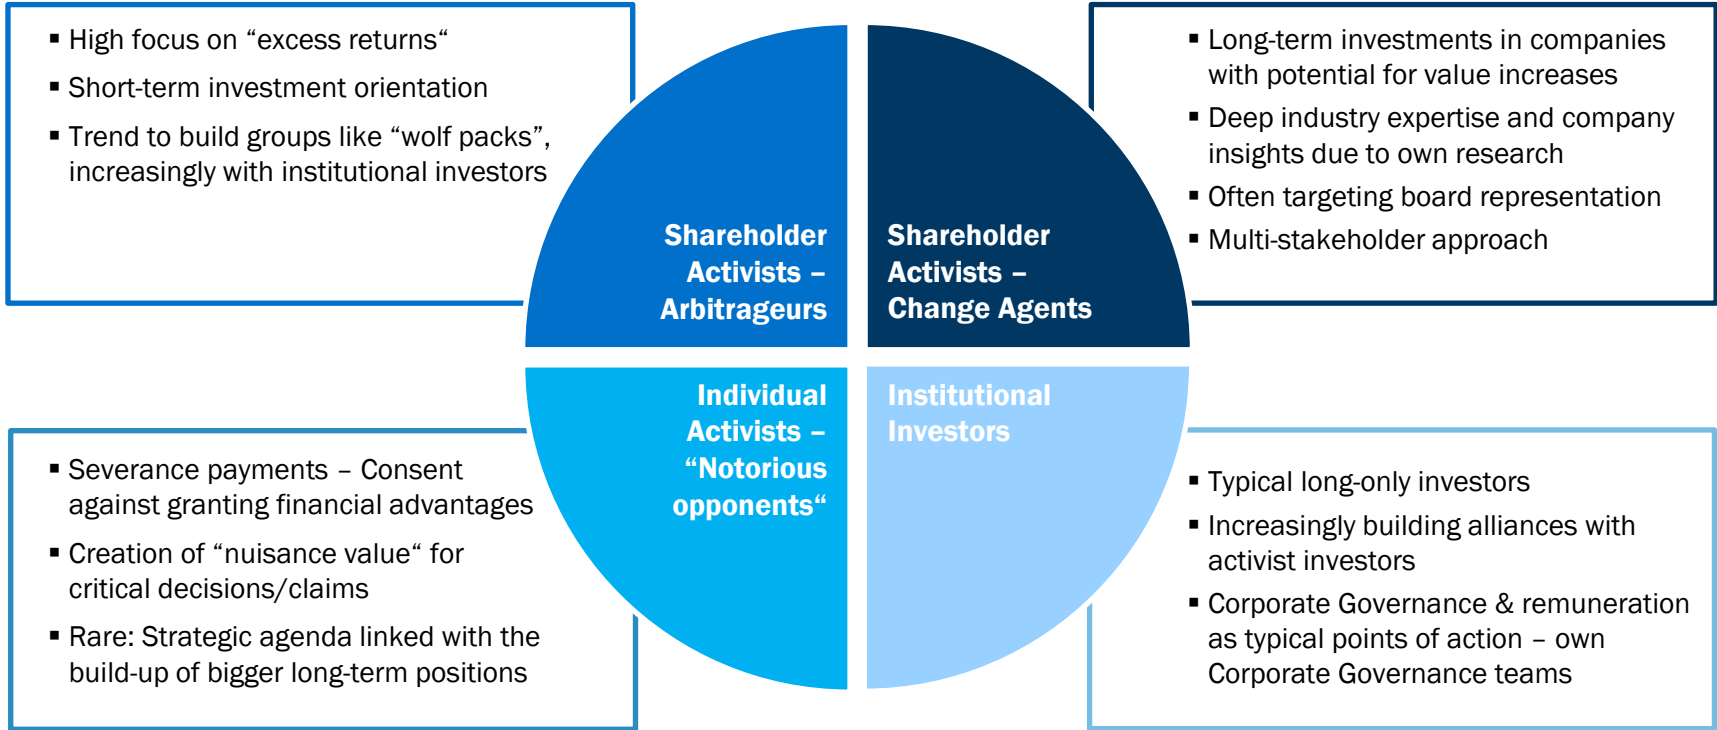 ▪ High focus on “excess returns“
▪ Short-term investment orientation
▪ Trend to build groups like “wolf packs”,
increasingly with institutional investors
Shareholder
Activists –
Arbitrageurs
Shareholder
Activists –
Change Agents
▪ Long-term investments in companies
with potential for value increases
▪ Deep industry expertise and company
insights due to own research
▪ Often targeting board representation
▪ Multi-stakeholder approach
▪ Severance payments – Consent
against granting financial advantages
▪ Creation of “nuisance value“ for
critical decisions/claims
▪ Rare: Strategic agenda linked with the
build-up of bigger long-term positions
Individual
Activists –
“Notorious
opponents“
Institutional
Investors
▪ Typical long-only investors
▪ Increasingly building alliances with
activist investors
▪ Corporate Governance & remuneration
as typical points of action – own
Corporate Governance teams